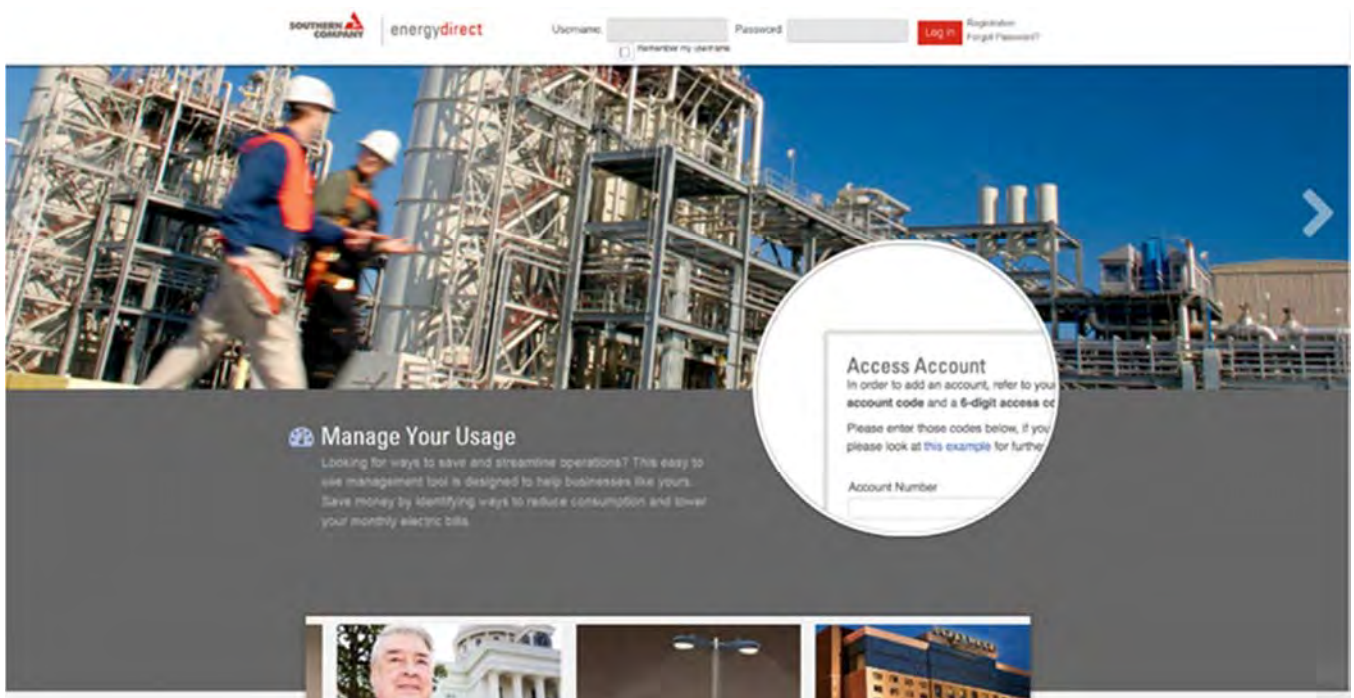 SOUTHERN
COMPANY
energydirect
Username:
Password
Log in
Registration
Forgot Password?
Remember my username
Access Account
In order to add an account, refer to you
account code and a 6-digit access co
Please enter those codes below, if you
please look at this example for furthe
Account Number
Manage Your Usage
Looking for ways to save and streamline operations? This easy to
use management tool is designed to help businesses like yours.
Save money by identifying ways to reduce consumption and lower
your monthly electric bills